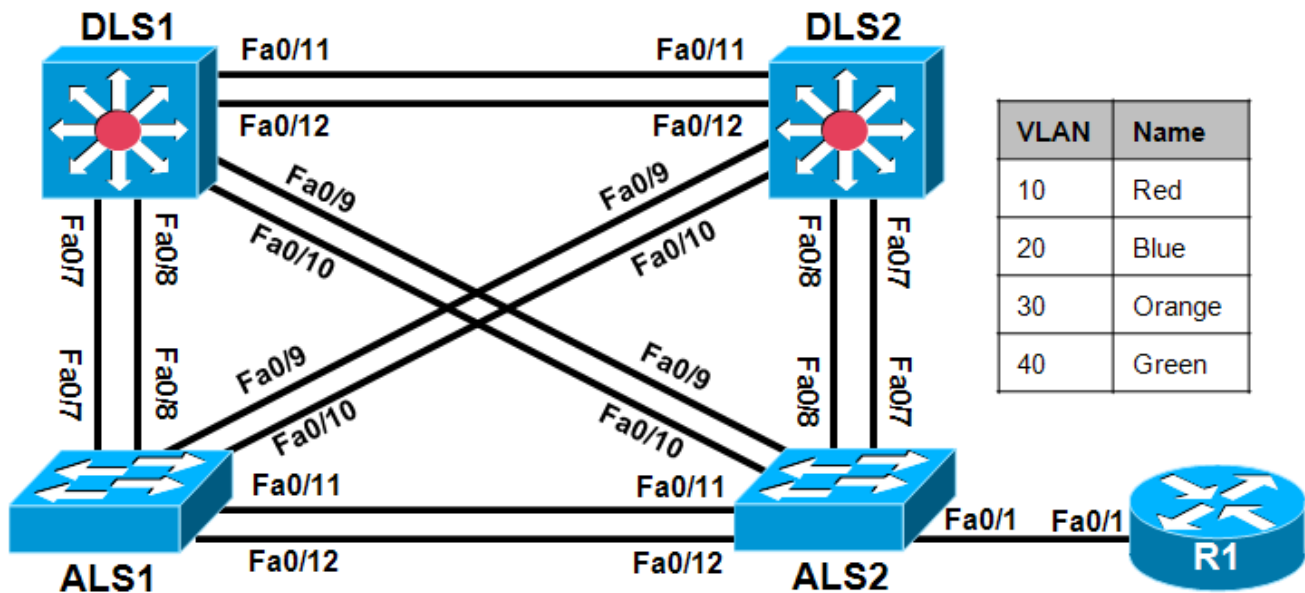 DLS1
DLS2
Fa0/11
Fa0/11
Fa0/12
Fa0/12
VLAN Name
10 Red
20 Blue
30 Orange
40 Green
Fa0/9
Fa0/9
Fa0/10
Fa0/10
Fa0/7
Fa0/8
Fa0/8
Fa0/7
Fa0/7
Fa0/8
Fa0/9
Fa0/10
Fa0/9
Fa0/10
Fa0/8
Fa0/7
Fa0/11
Fa0/11
Fa0/12
Fa0/12
Fa0/1
Fa0/1
ALS1
ALS2
R1